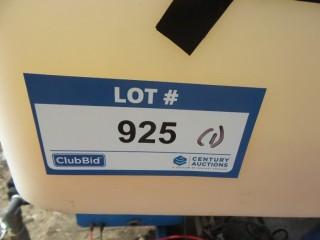 LOT #
925
ClubBid
CENTURY
AUCTIONS